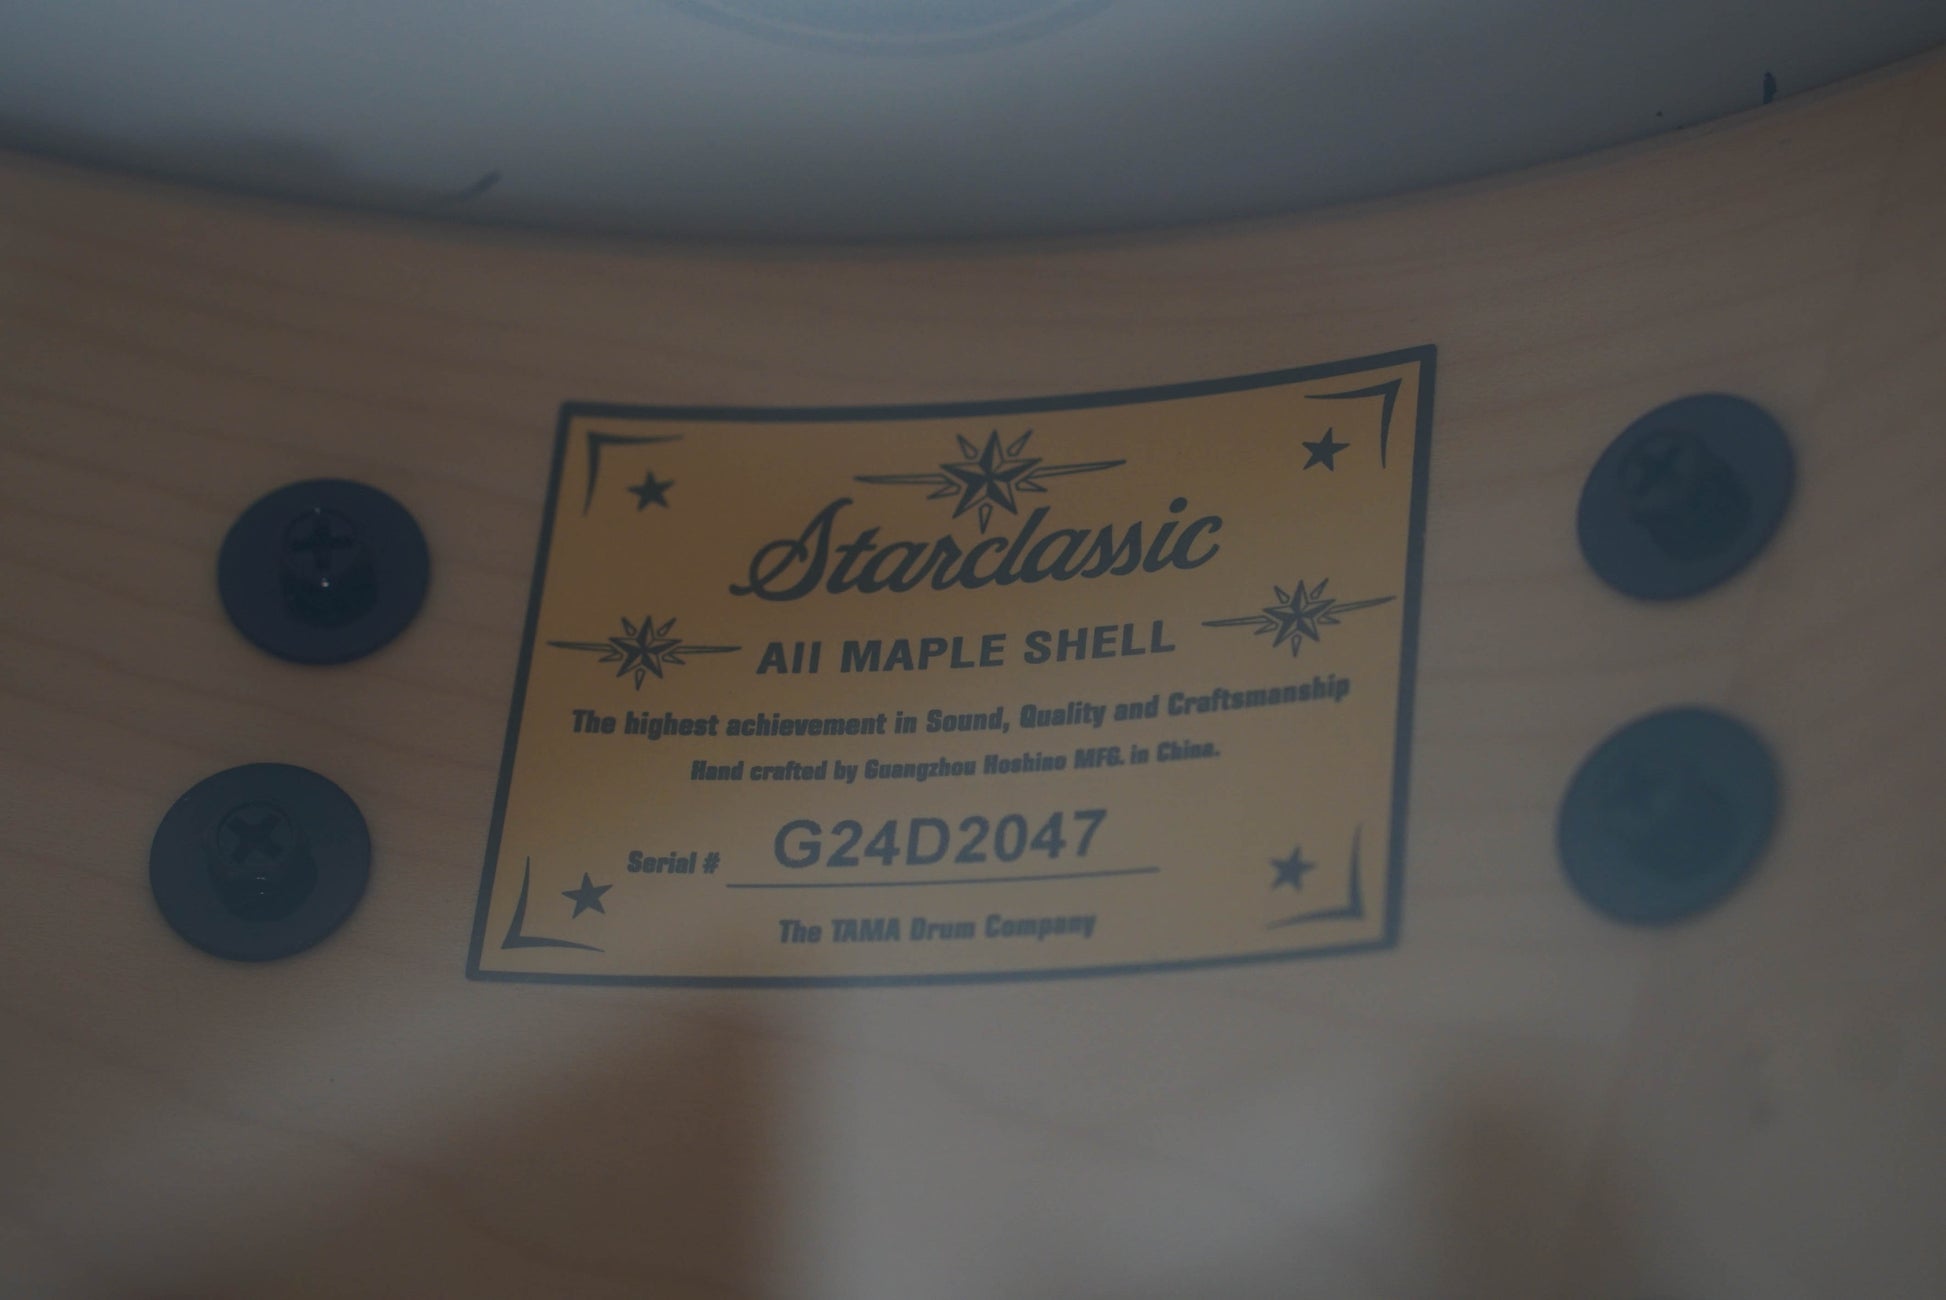 Starclassic
All MAPLE SHELL
The highest achievement in Sound, Quality and Craftsmanship
Hand crafted by Guangzhou Hoshino MFG. in China.
Serial # G24D2047
The TAMA Drum Company